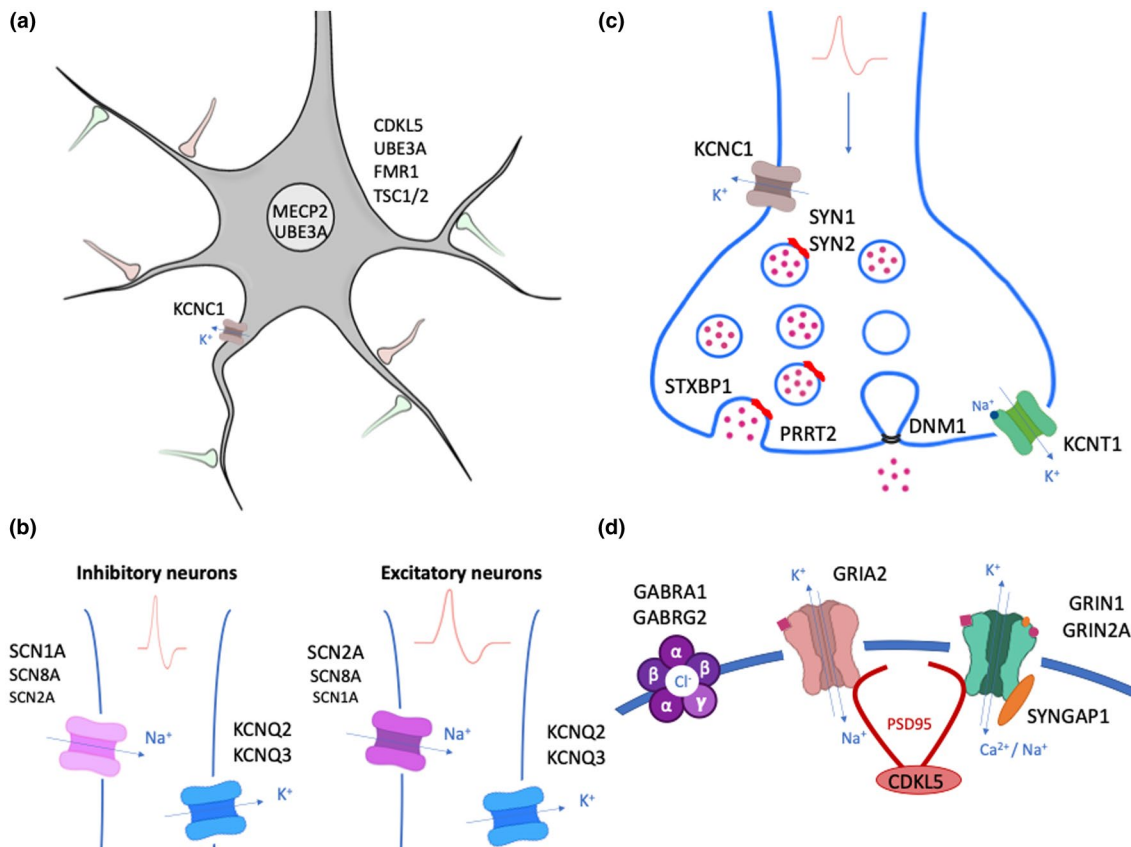 (a)
CDKL5
UBE3A
FMR1
TSC1/2
MECP2
UBE3A
KCNC1
K⁺
(b)
Inhibitory neurons
SCN1A
SCN8A
SCN2A
Na⁺
KCNQ2
KCNQ3
K⁺
Excitatory neurons
SCN2A
SCN8A
SCN1A
Na⁺
KCNQ2
KCNQ3
K⁺
(c)
KCNC1
K⁺
SYN1
SYN2
STXBP1
PRRT2
DNM1
Na⁺
KCNT1
K⁺
(d)
GABRA1
GABRG2
α
β
β
Cl⁻
α
γ
K⁺
GRIA2
Na⁺
PSD95
CDKL5
K⁺
GRIN1
GRIN2A
SYNGAP1
Ca²⁺/ Na⁺